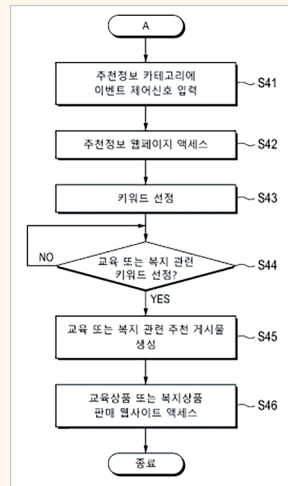 A
추천정보 카테고리에
이벤트 제어신호 입력
S41
추천정보 웹페이지 액세스
S42
키워드 선정
S43
교육 또는 복지 관련
키워드 선정?
S44
NO
YES
교육 또는 복지 관련 추천 게시물
생성
S45
교육상품 또는 복지상품
판매 웹사이트 액세스
S46
종료